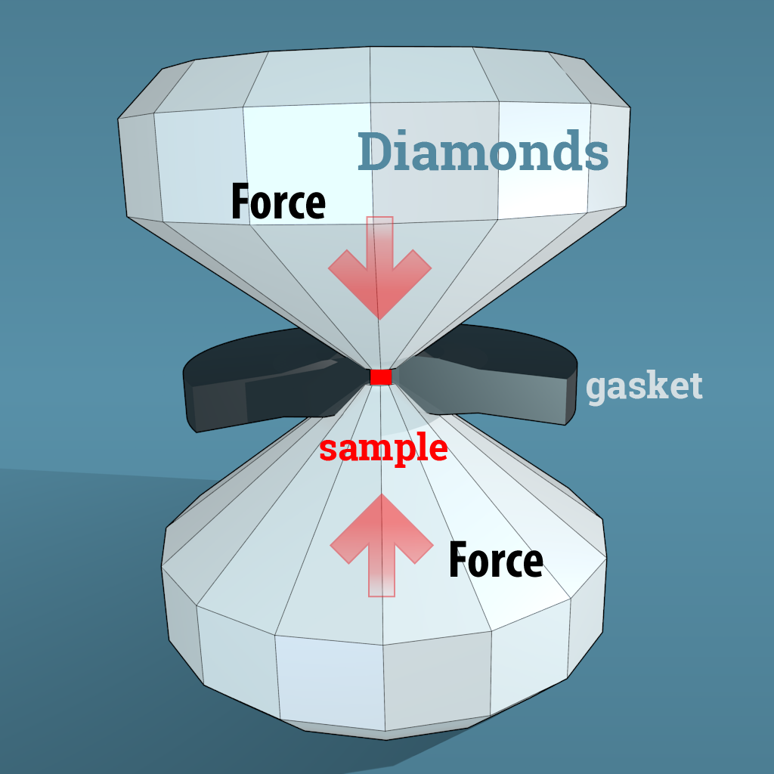 Diamonds
Force
gasket
sample
Force